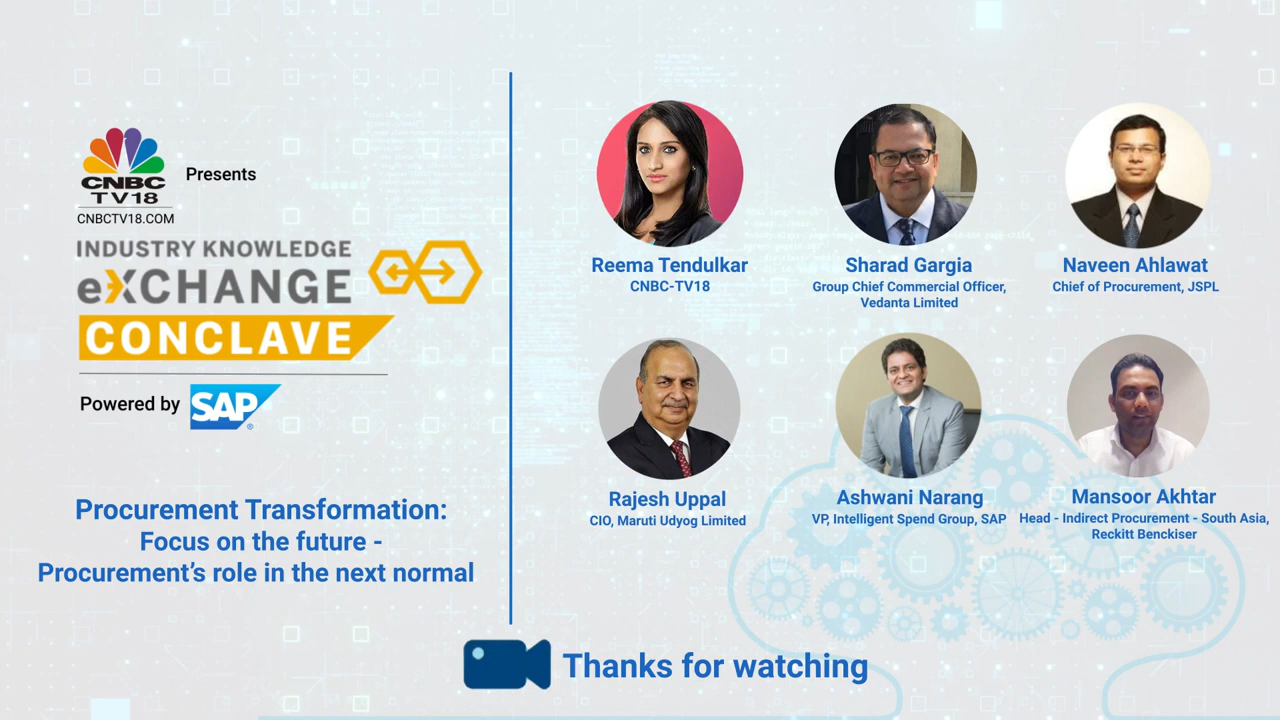 CNBC
TV18
CNBCTV18.COM
Presents
INDUSTRY KNOWLEDGE
eXCHANGE
CONCLAVE
Powered by SAP®
Procurement Transformation:
Focus on the future -
Procurement's role in the next normal
Reema Tendulkar
CNBC-TV18
Sharad Gargia
Group Chief Commercial Officer,
Vedanta Limited
Naveen Ahlawat
Chief of Procurement, JSPL
Rajesh Uppal
CIO, Maruti Udyog Limited
Ashwani Narang
VP, Intelligent Spend Group, SAP
Mansoor Akhtar
Head - Indirect Procurement - South Asia,
Reckitt Benckiser
Thanks for watching